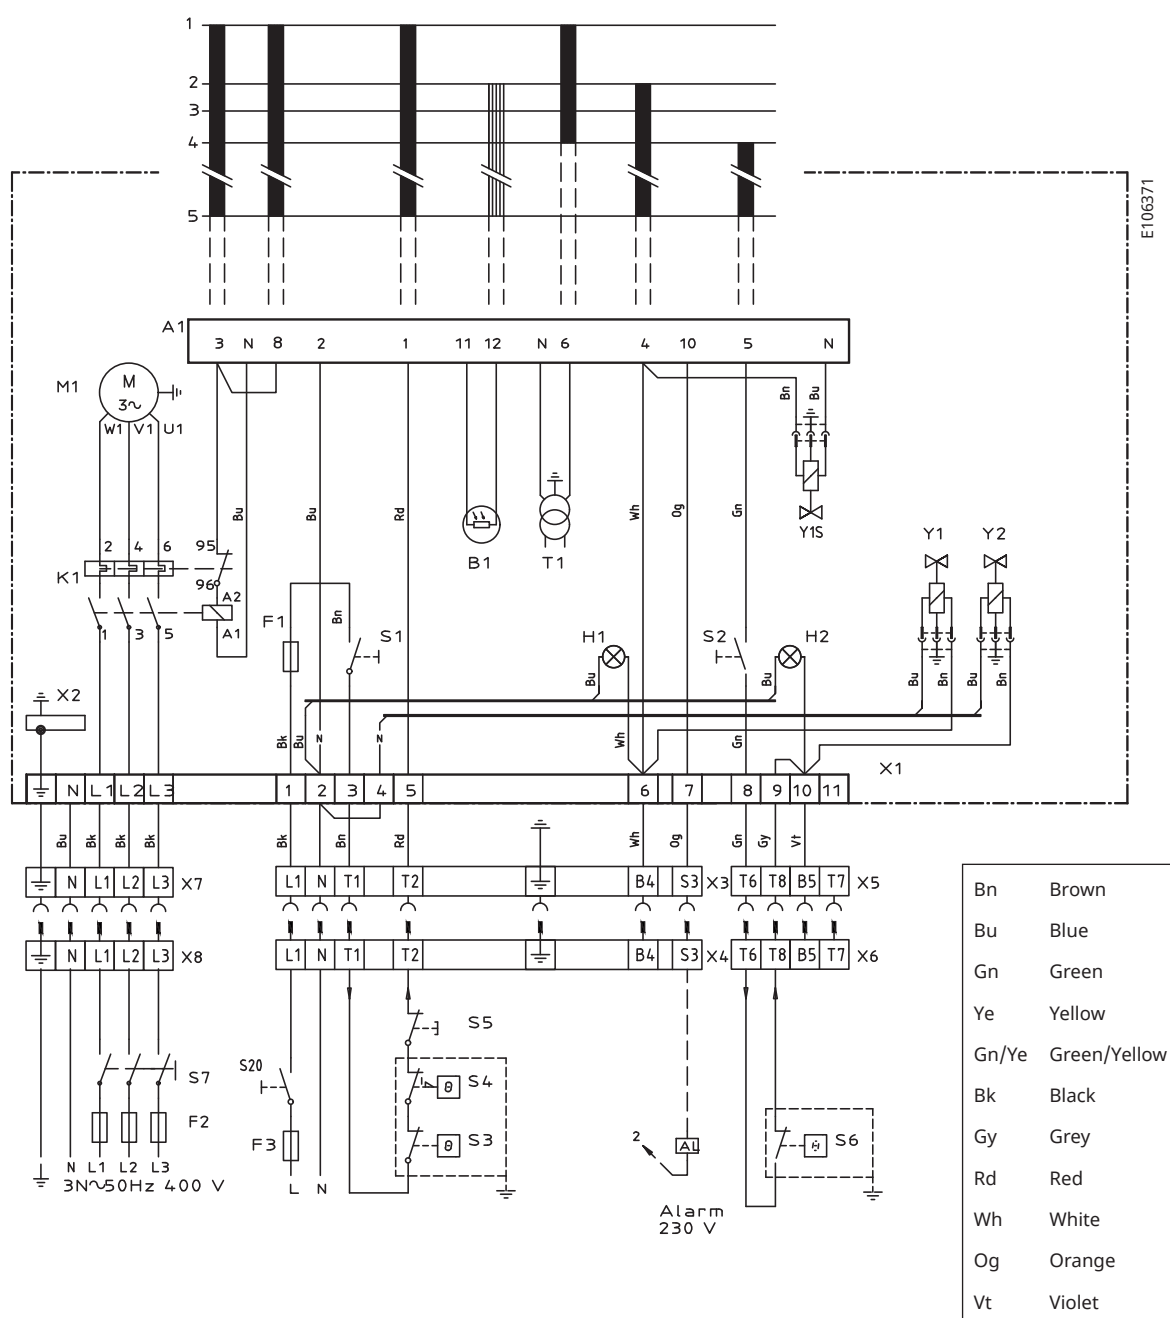 1
2
3
4
5
E106371
A1
3 N 8 2 1 11 12 N 6 4 10 5 N
M1
M
3~
W1 V1 U1
Bn Bu
Bu Bu Rd Wh Og Gn
Y1S
B1 T1
Y1 Y2
2 4 6 95
K1
96
A2
A1
1 3 5
F1
Bn
S1
H1
S2
H2
Bu Bu Bu Bn Bu Bn
X2
Bk Bu N N Wh Gn
X1
N L1 L2 L3 1 2 3 4 5 6 7 8 9 10 11
Bu Bk Bk Bk Bk Bu Bn Rd Wh Og Gn Gy Vt
N L1 L2 L3 X7 L1 N T1 T2 B4 S3 X3 T6 T8 B5 T7 X5
N L1 L2 L3 X8 L1 N T1 T2 B4 S3 X4 T6 T8 B5 T7 X6
S5
S20
S7
θ S4
F2
F3
θ S3
2
AL
S6
N L1 L2 L3
3N~50Hz 400 V
L N
Alarm
230 V
Bn Brown
Bu Blue
Gn Green
Ye Yellow
Gn/Ye Green/Yellow
Bk Black
Gy Grey
Rd Red
Wh White
Og Orange
Vt Violet